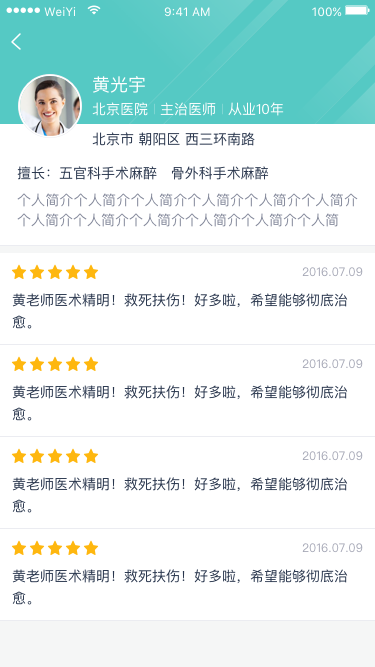 WeiYi 9:41 AM 100%
黄光宇
北京医院 | 主治医师 | 从业10年
北京市 朝阳区 西三环南路
擅长：五官科手术麻醉 骨外科手术麻醉
个人简介个人简介个人简介个人简介个人简介个人简介
个人简介个人简介个人简介个人简介个人简介个人简
2016.07.09
黄老师医术精明！救死扶伤！好多啦，希望能够彻底治
愈。
2016.07.09
黄老师医术精明！救死扶伤！好多啦，希望能够彻底治
愈。
2016.07.09
黄老师医术精明！救死扶伤！好多啦，希望能够彻底治
愈。
2016.07.09
黄老师医术精明！救死扶伤！好多啦，希望能够彻底治
愈。